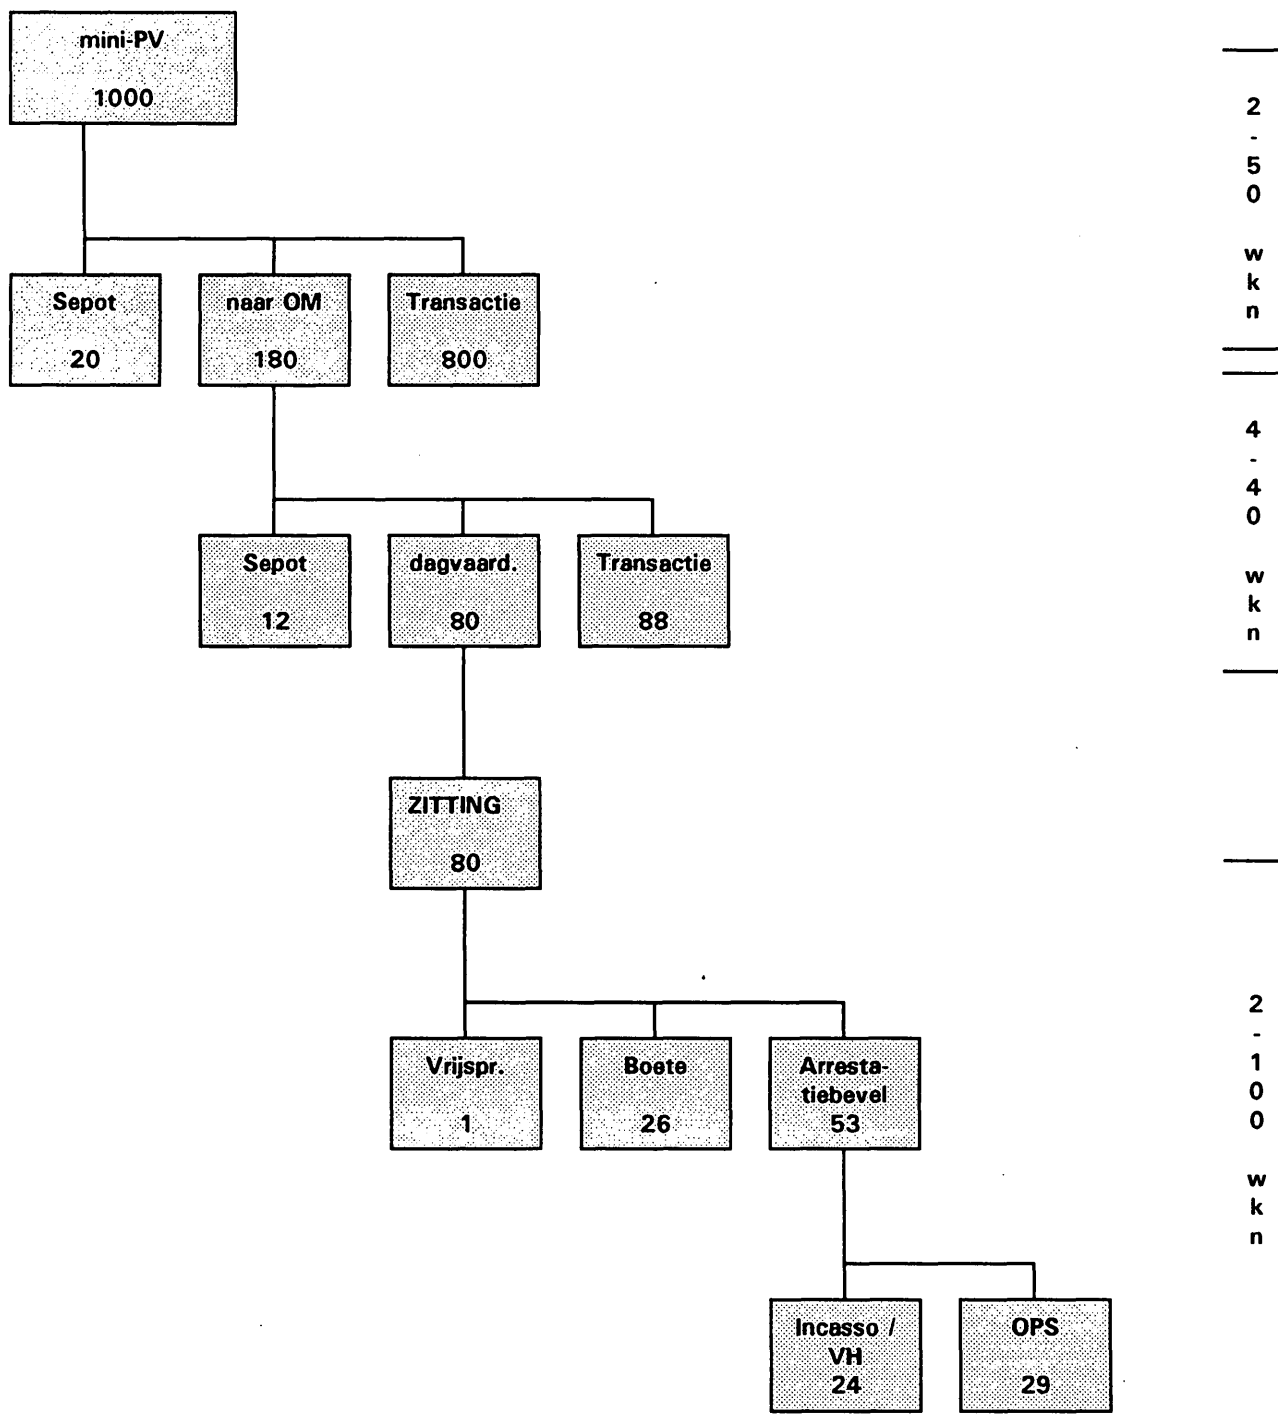 mini-PV
1000
Sepot
20
naar OM
180
Transactie
800
2
-
5
0
w
k
n
Sepot
12
dagvaard.
80
Transactie
88
4
-
4
0
w
k
n
ZITTING
80
Vrijspr.
1
Boete
26
Arresta-
tiebevel
53
2
-
1
0
0
w
k
n
Incasso /
VH
24
OPS
29